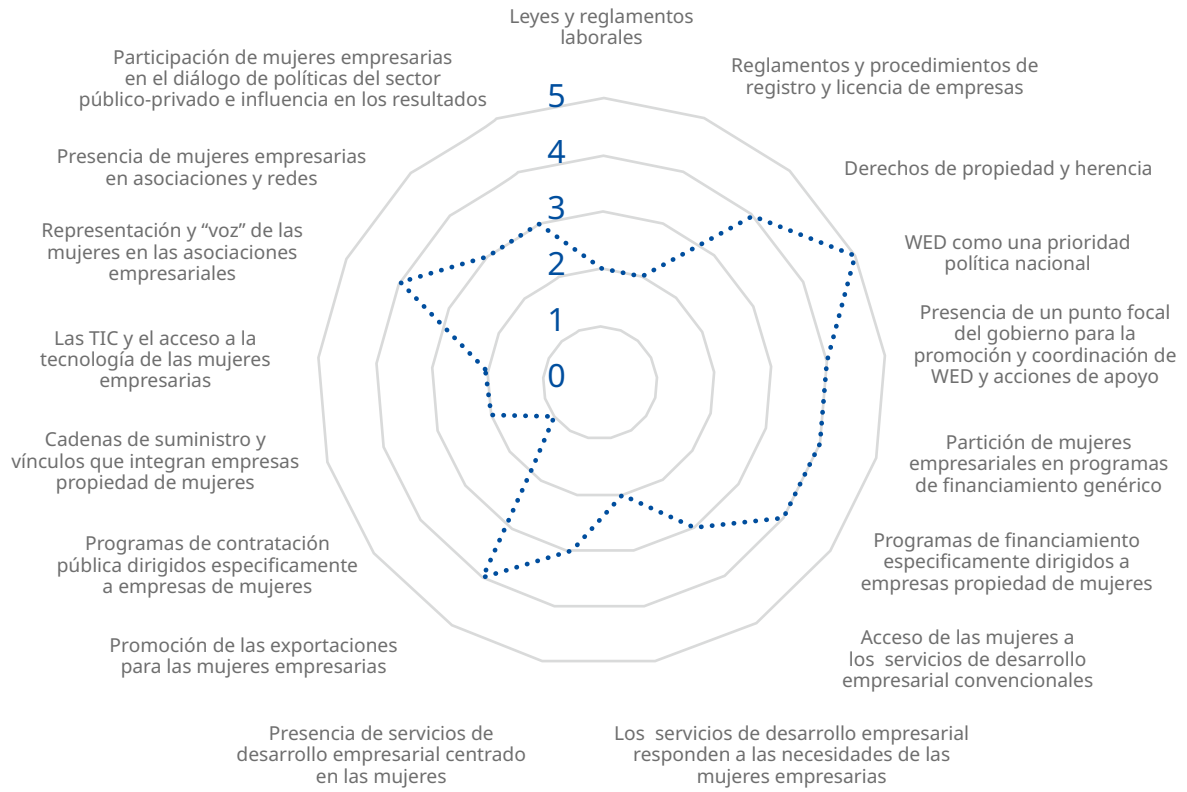 Leyes y reglamentos
laborales
Reglamentos y procedimientos de
registro y licencia de empresas
Derechos de propiedad y herencia
WED como una prioridad
política nacional
Presencia de un punto focal
del gobierno para la
promoción y coordinación de
WED y acciones de apoyo
Partición de mujeres
empresariales en programas
de financiamiento genérico
Programas de financiamiento
especificamente dirigidos a
empresas propiedad de mujeres
Acceso de las mujeres a
los servicios de desarrollo
empresarial convencionales
Los servicios de desarrollo empresarial
responden a las necesidades de las
mujeres empresarias
Presencia de servicios de
desarrollo empresarial centrado
en las mujeres
Promoción de las exportaciones
para las mujeres empresarias
Programas de contratación
pública dirigidos especificamente
a empresas de mujeres
Cadenas de suministro y
vínculos que integran empresas
propiedad de mujeres
Las TIC y el acceso a la
tecnología de las mujeres
empresarias
Representación y “voz” de las
mujeres en las asociaciones
empresariales
Presencia de mujeres empresarias
en asociaciones y redes
Participación de mujeres empresarias
en el diálogo de políticas del sector
público-privado e influencia en los resultados
5
4
3
2
1
0